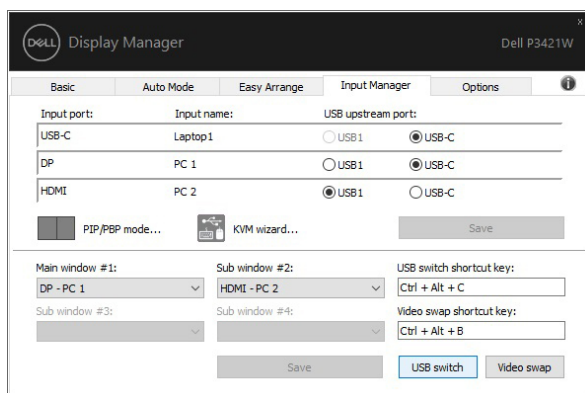 x
DELL Display Manager Dell P3421W
Basic Auto Mode Easy Arrange Input Manager Options i
Input port: Input name: USB upstream port:
USB-C Laptop1 USB1 USB-C
DP PC 1 USB1 USB-C
HDMI PC 2 USB1 USB-C
PIP/PBP mode... KVM wizard... Save
Main window #1: Sub window #2: USB switch shortcut key:
DP - PC 1 HDMI - PC 2 Ctrl + Alt + C
Sub window #3: Sub window #4: Video swap shortcut key:
Ctrl + Alt + B
Save USB switch Video swap